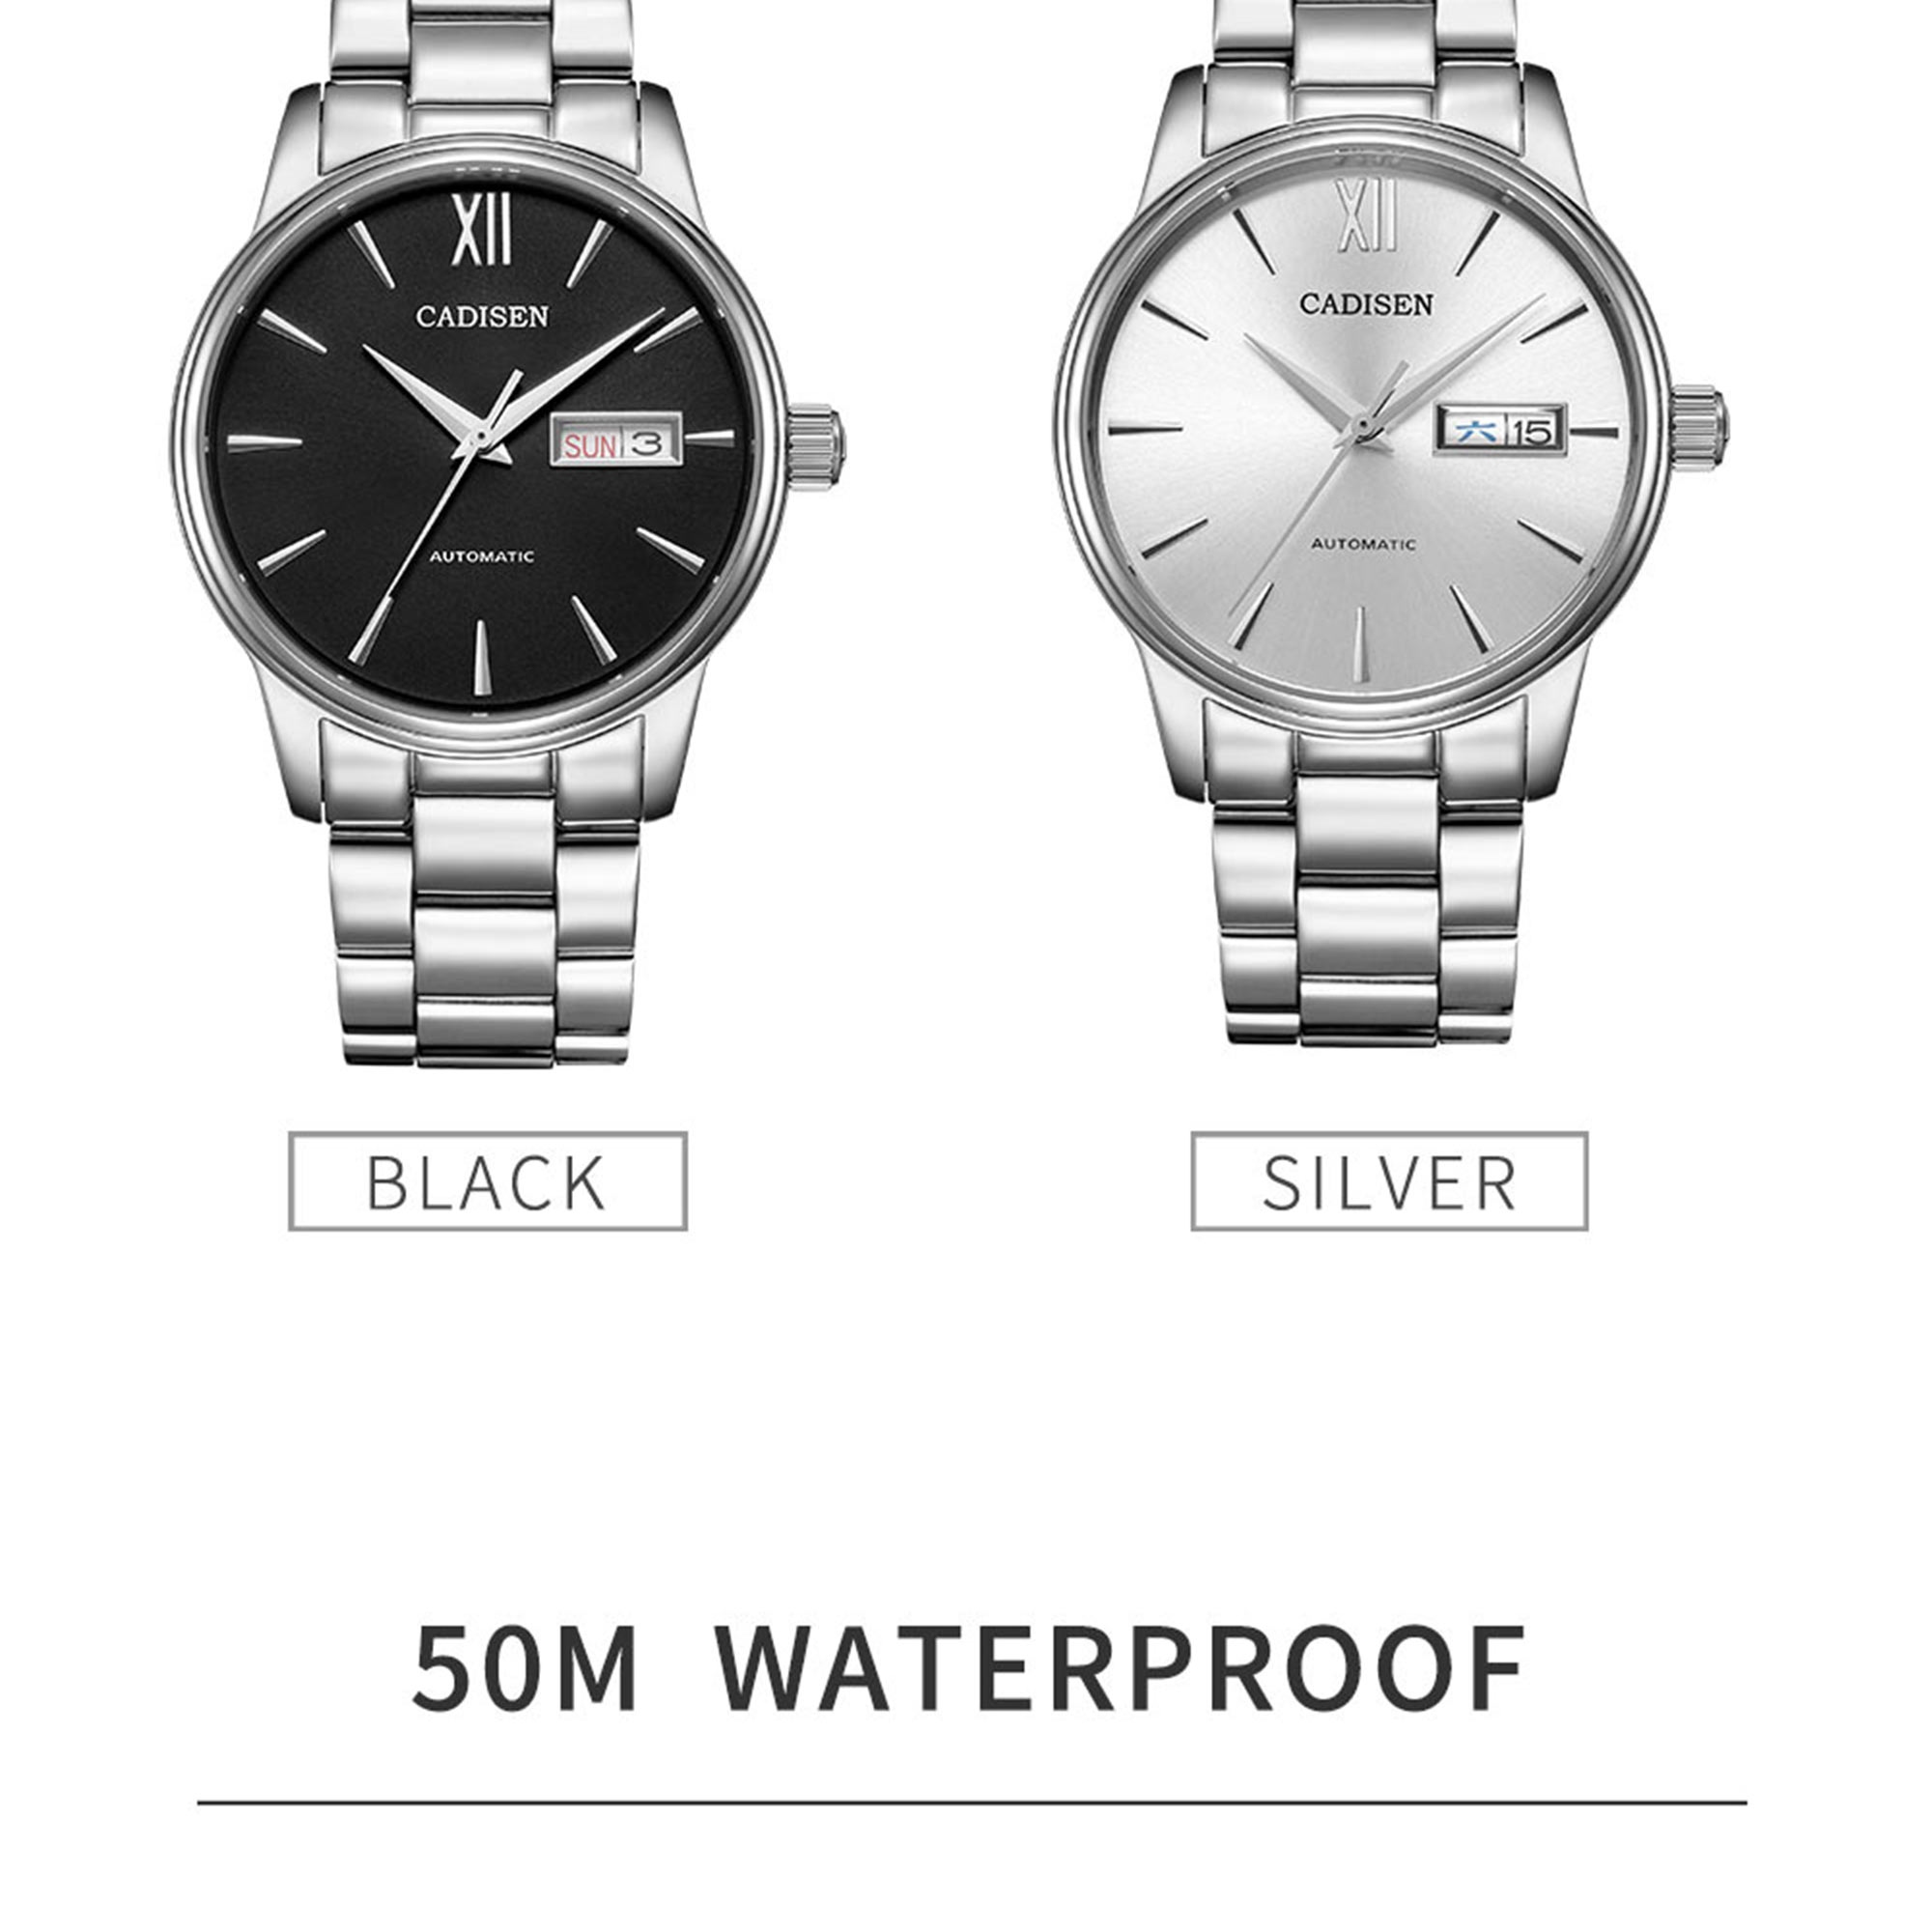 XII
CADISEN
SUN 3
AUTOMATIC
XII
CADISEN
六 15
AUTOMATIC
BLACK
SILVER
50M WATERPROOF